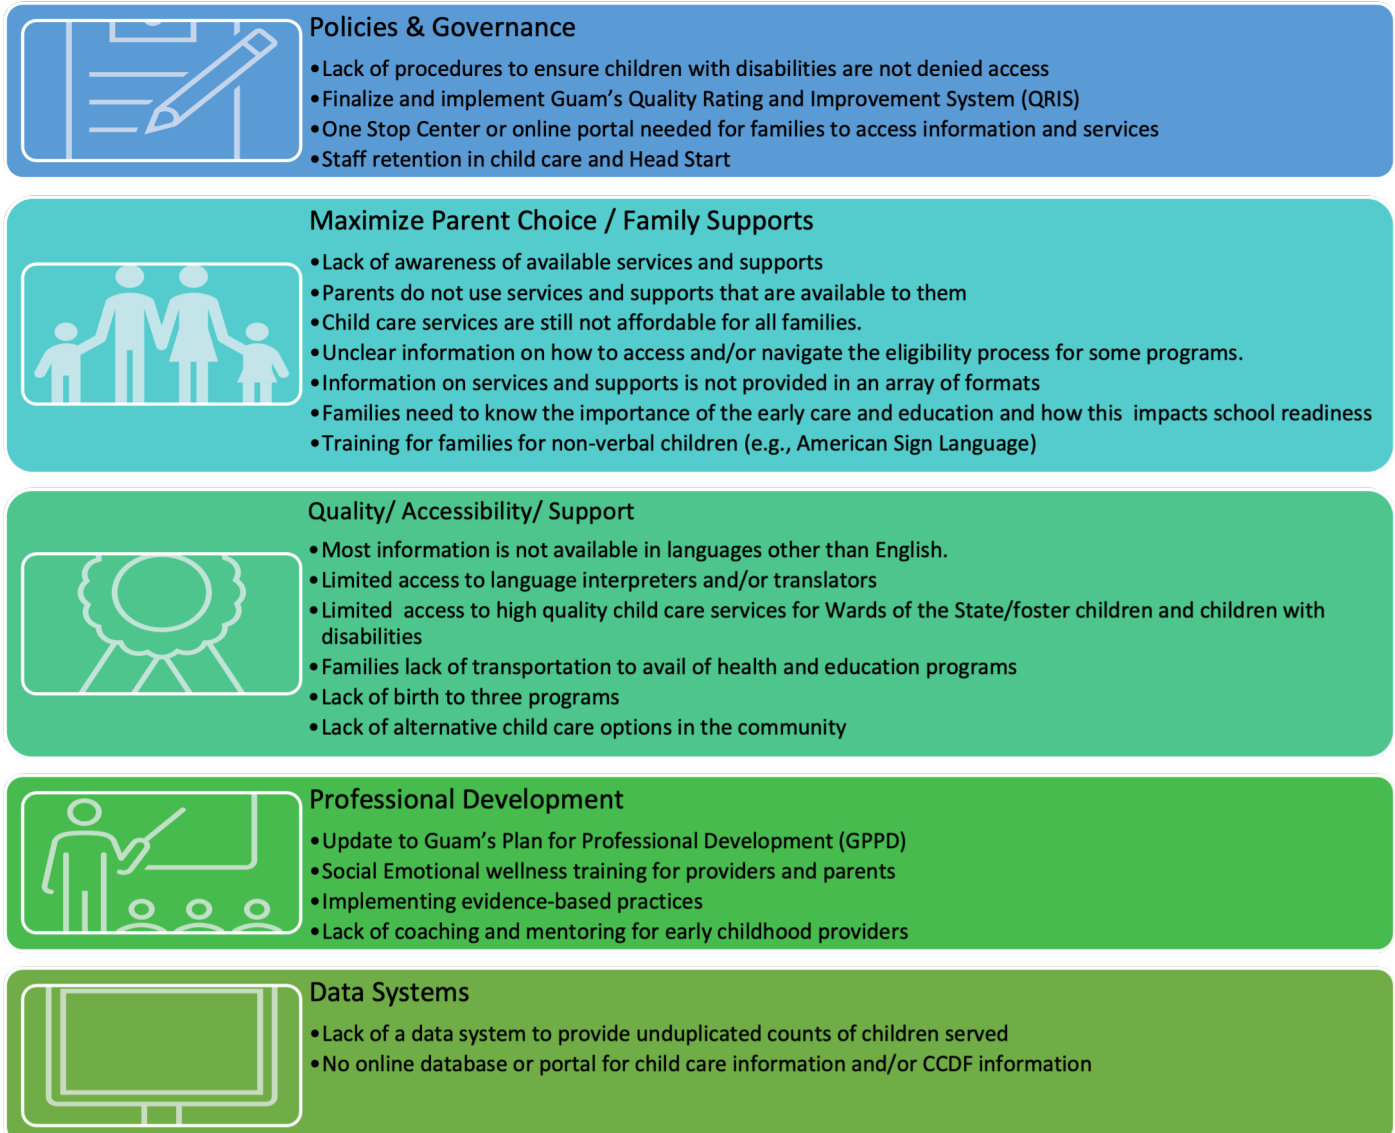 Policies & Governance
•Lack of procedures to ensure children with disabilities are not denied access
•Finalize and implement Guam's Quality Rating and Improvement System (QRIS)
•One Stop Center or online portal needed for families to access information and services
•Staff retention in child care and Head Start
Maximize Parent Choice / Family Supports
•Lack of awareness of available services and supports
•Parents do not use services and supports that are available to them
•Child care services are still not affordable for all families.
•Unclear information on how to access and/or navigate the eligibility process for some programs.
•Information on services and supports is not provided in an array of formats
•Families need to know the importance of the early care and education and how this  impacts school readiness
•Training for families for non-verbal children (e.g., American Sign Language)
Quality/ Accessibility/ Support
•Most information is not available in languages other than English.
•Limited access to language interpreters and/or translators
•Limited  access to high quality child care services for Wards of the State/foster children and children with
disabilities
•Families lack of transportation to avail of health and education programs
•Lack of birth to three programs
•Lack of alternative child care options in the community
Professional Development
•Update to Guam's Plan for Professional Development (GPPD)
•Social Emotional wellness training for providers and parents
•Implementing evidence-based practices
•Lack of coaching and mentoring for early childhood providers
Data Systems
•Lack of a data system to provide unduplicated counts of children served
•No online database or portal for child care information and/or CCDF information